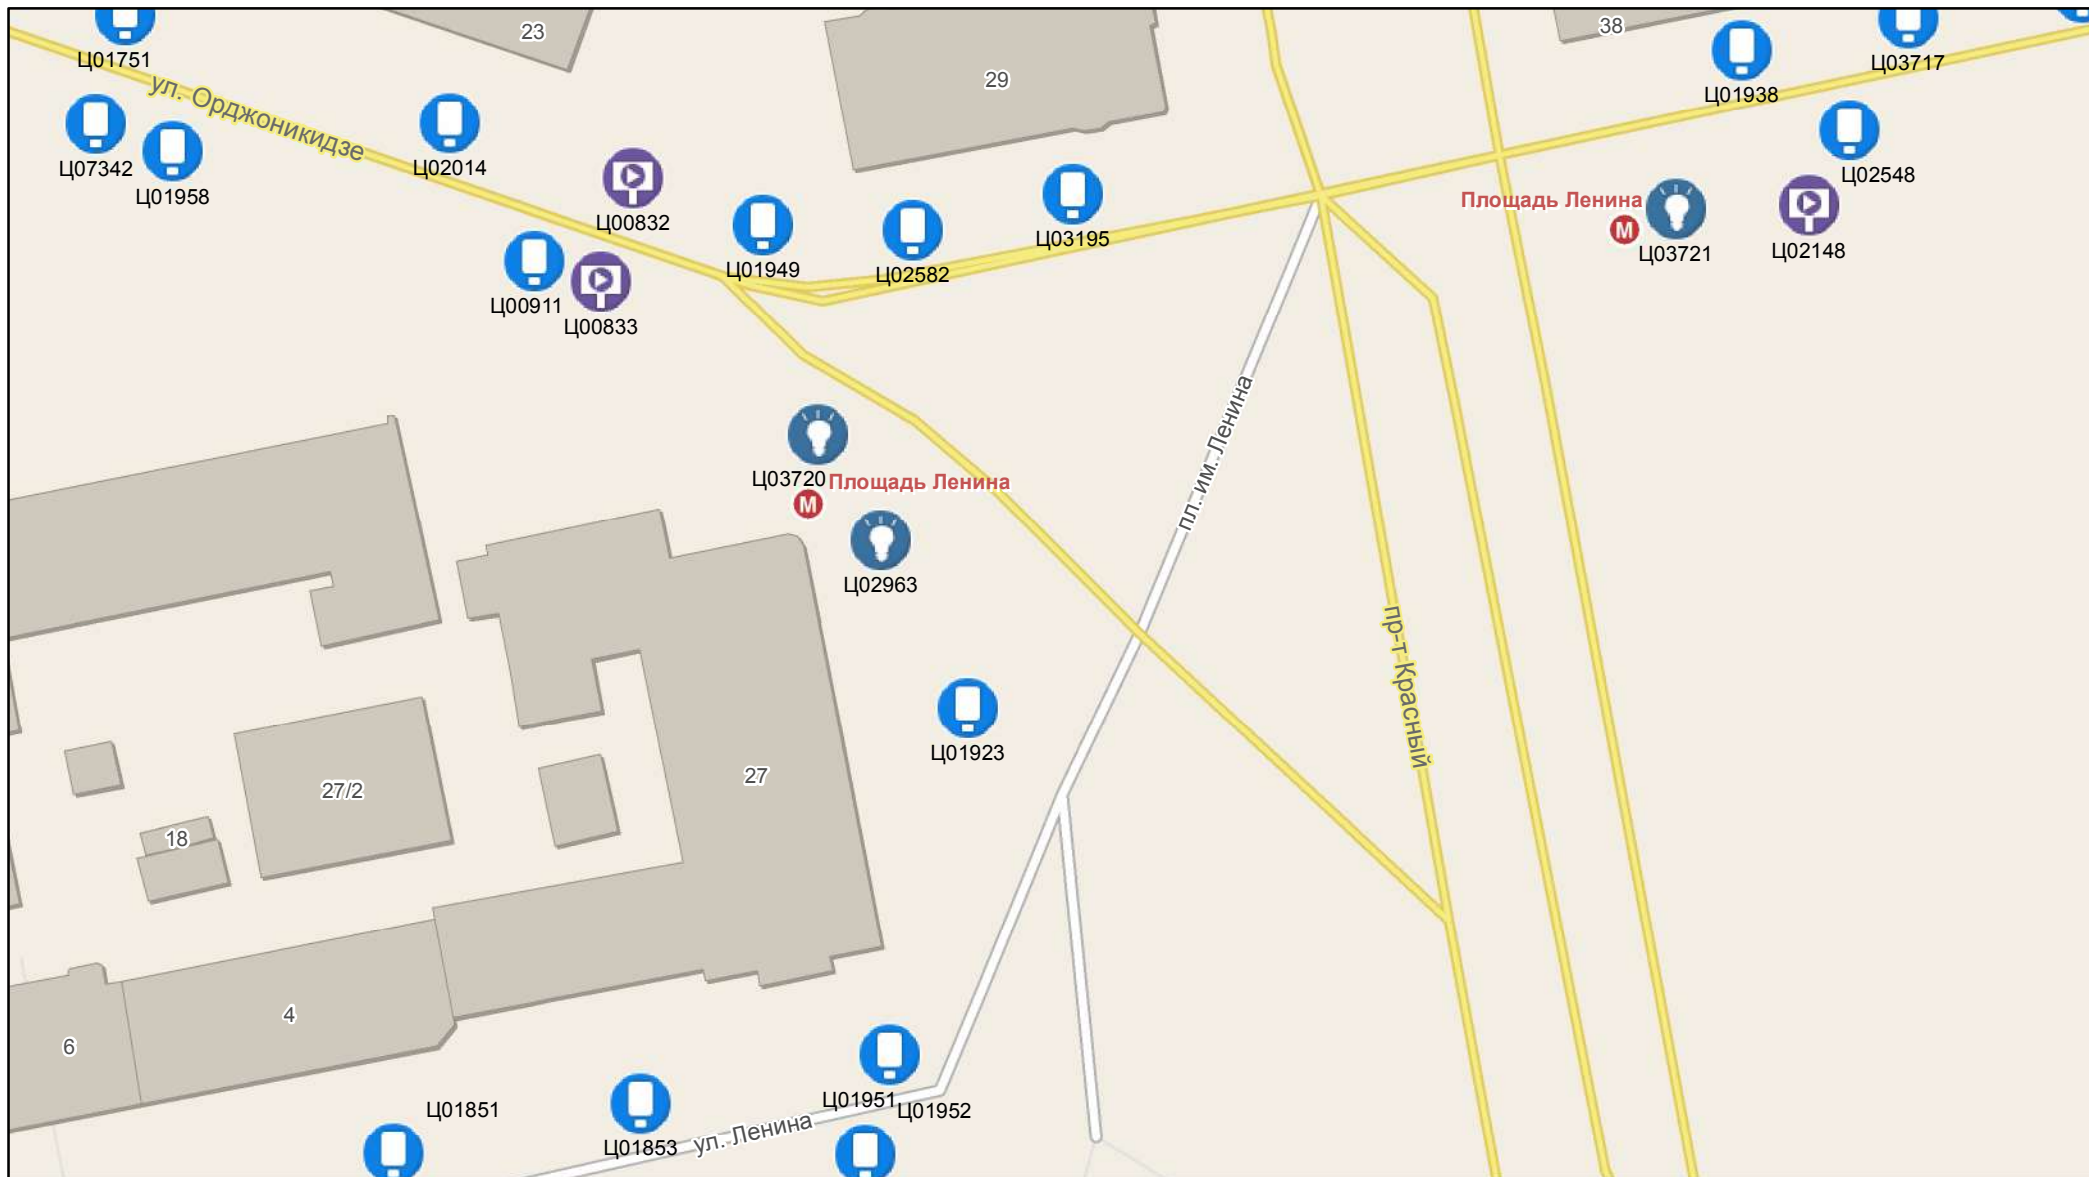 23
38
Ц01751
Ц03717
29
Ц01938
ул. Орджоникидзе
Ц07342
Ц02014
Ц01958
Ц02548
Площадь Ленина
М
Ц00832
Ц03195
Ц03721
Ц02148
Ц01949
Ц02582
Ц00911
Ц00833
пл. им. Ленина
Ц03720
Площадь Ленина
М
Ц02963
пр-т Красный
Ц01923
27/2
27
18
4
6
Ц01951
Ц01952
Ц01851
Ц01853
ул. Ленина